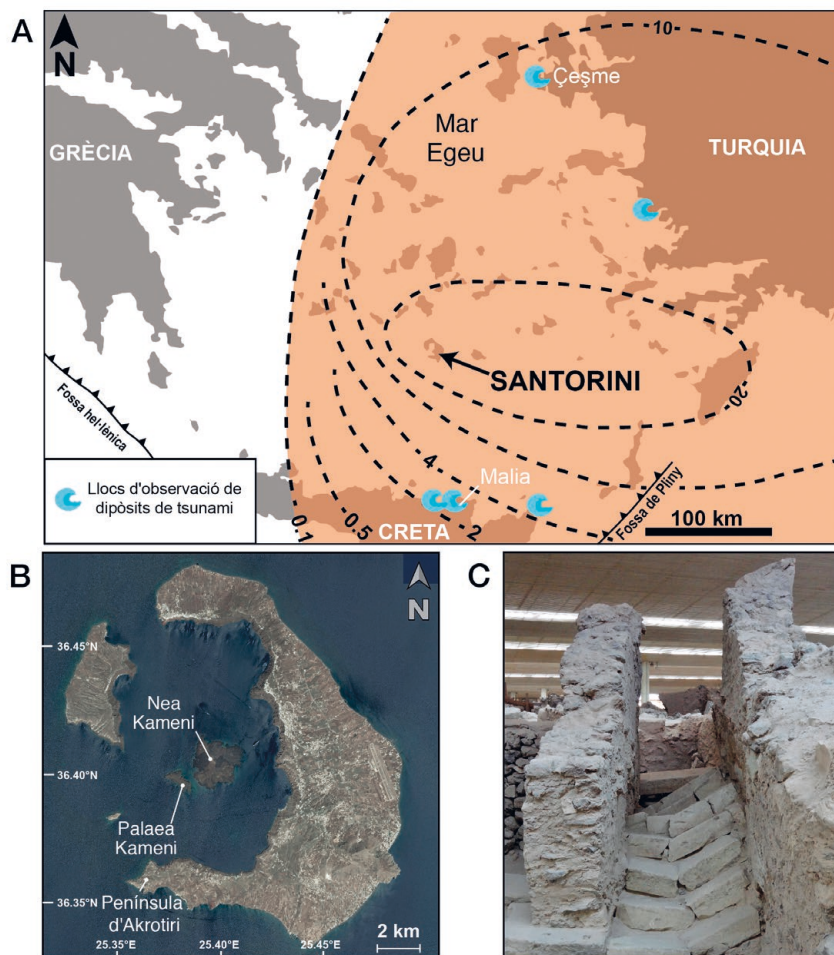 A
N
10
Çeşme
Mar
Egeu
GRÈCIA
TURQUIA
SANTORINI
20
Fossa hel·lènica
4
Malia
Llocs d'observació de
dipòsits de tsunami
0.1
0.5
CRETA
2
Fossa de Pliny
100 km
B
N
36.45°N
Nea
Kameni
36.40°N
Palaea
Kameni
36.35°N
Península
d'Akrotiri
2 km
25.35°E
25.40°E
25.45°E
C